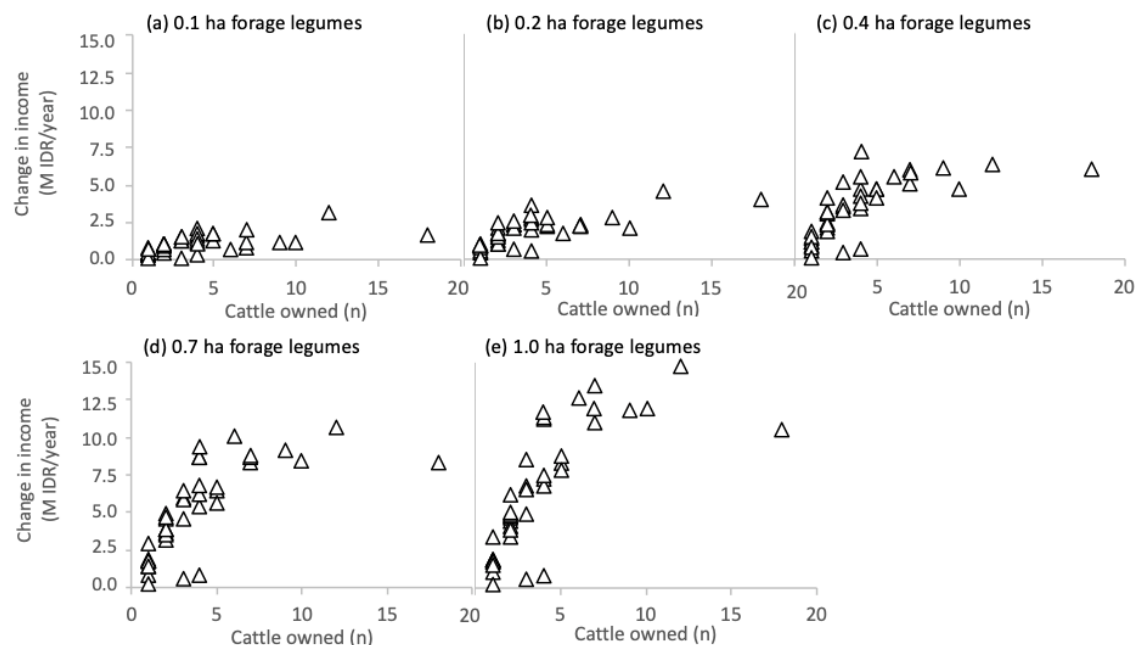 (a) 0.1 ha forage legumes
(b) 0.2 ha forage legumes
(c) 0.4 ha forage legumes
Change in income
(M IDR/year)
15.0
12.5
10.0
7.5
5.0
2.5
0.0
0 5 10 15 20
5 10 15 20
5 10 15 20
Cattle owned (n)
Cattle owned (n)
Cattle owned (n)
(d) 0.7 ha forage legumes
(e) 1.0 ha forage legumes
Change in income
(M IDR/year)
15.0
12.5
10.0
7.5
5.0
2.5
0.0
0 5 10 15 20
5 10 15 20
Cattle owned (n)
Cattle owned (n)